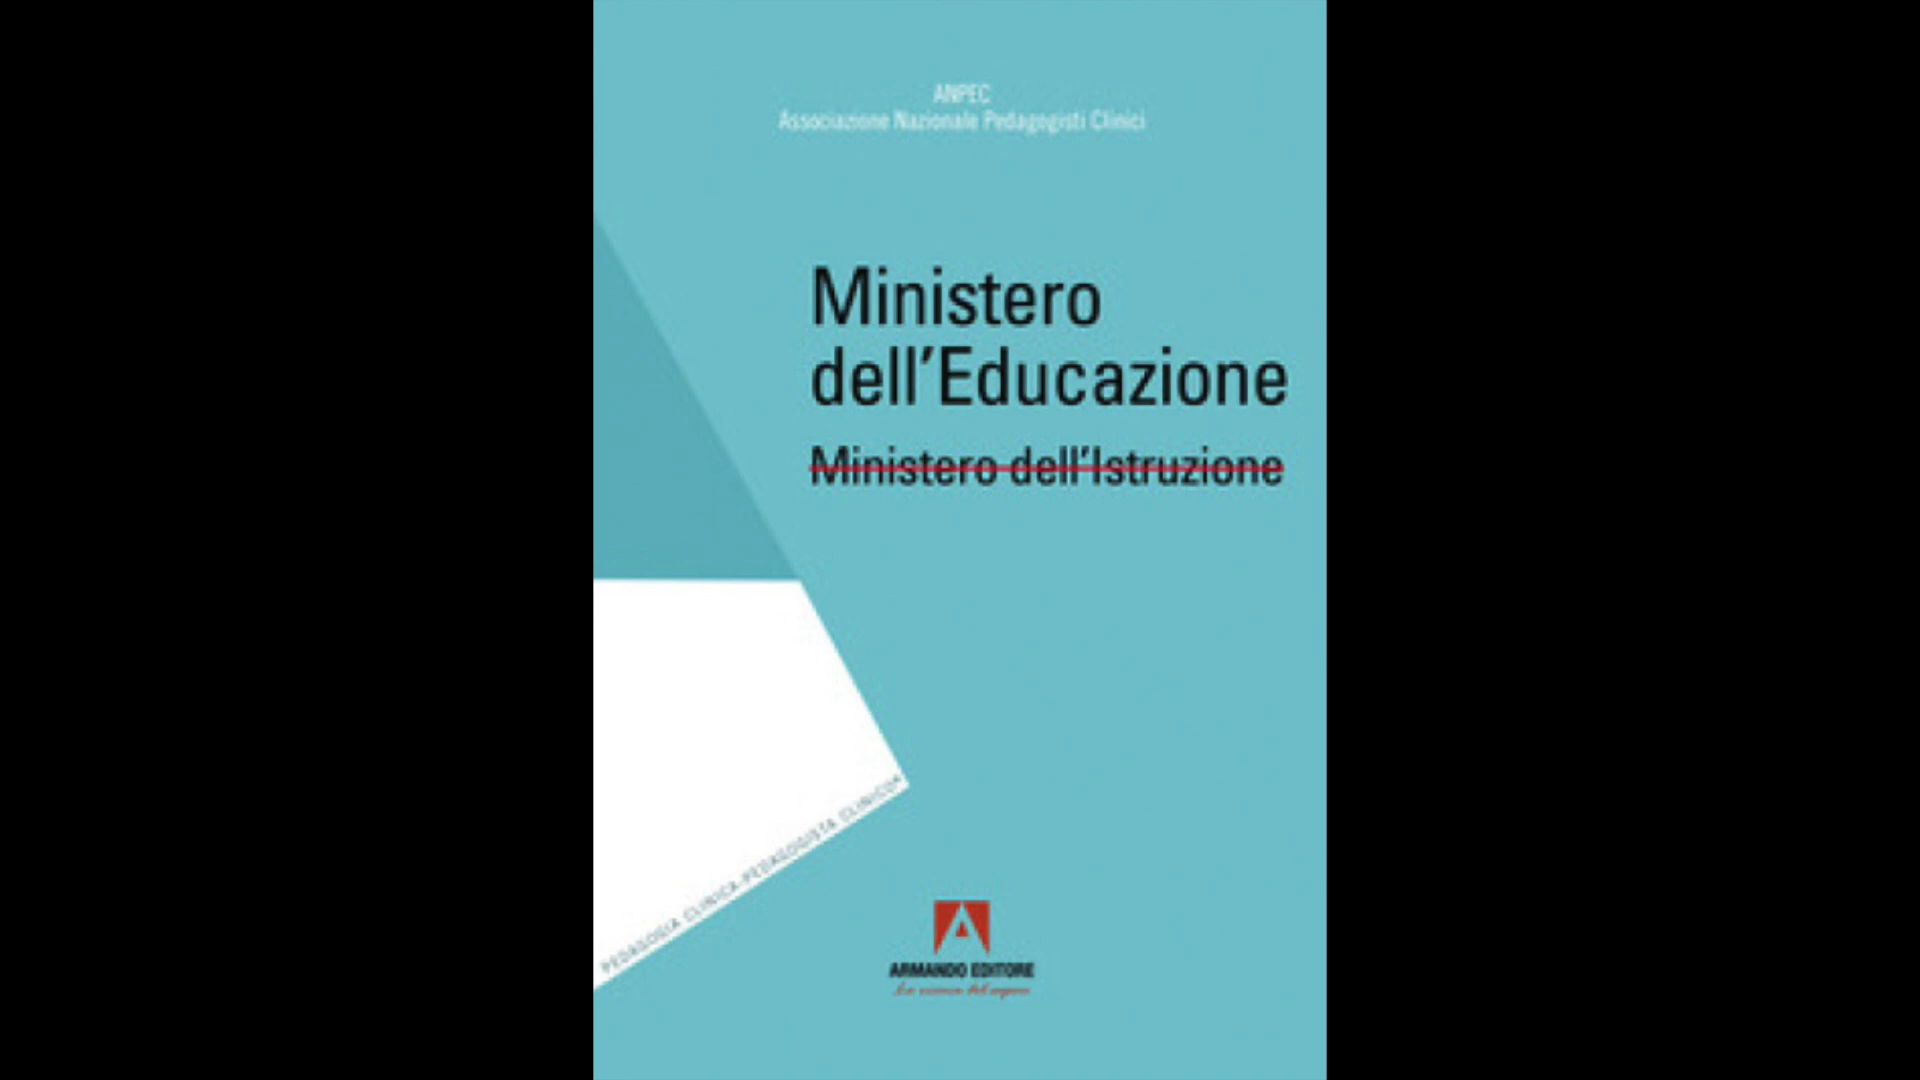 ANPEC
Associazione Nazionale Pedagogisti Clinici
Ministero
dell'Educazione
Ministero dell'Istruzione
PEDAGOGIA CLINICA-PEDAGOGISTA CLINICO®
ARMANDO EDITORE